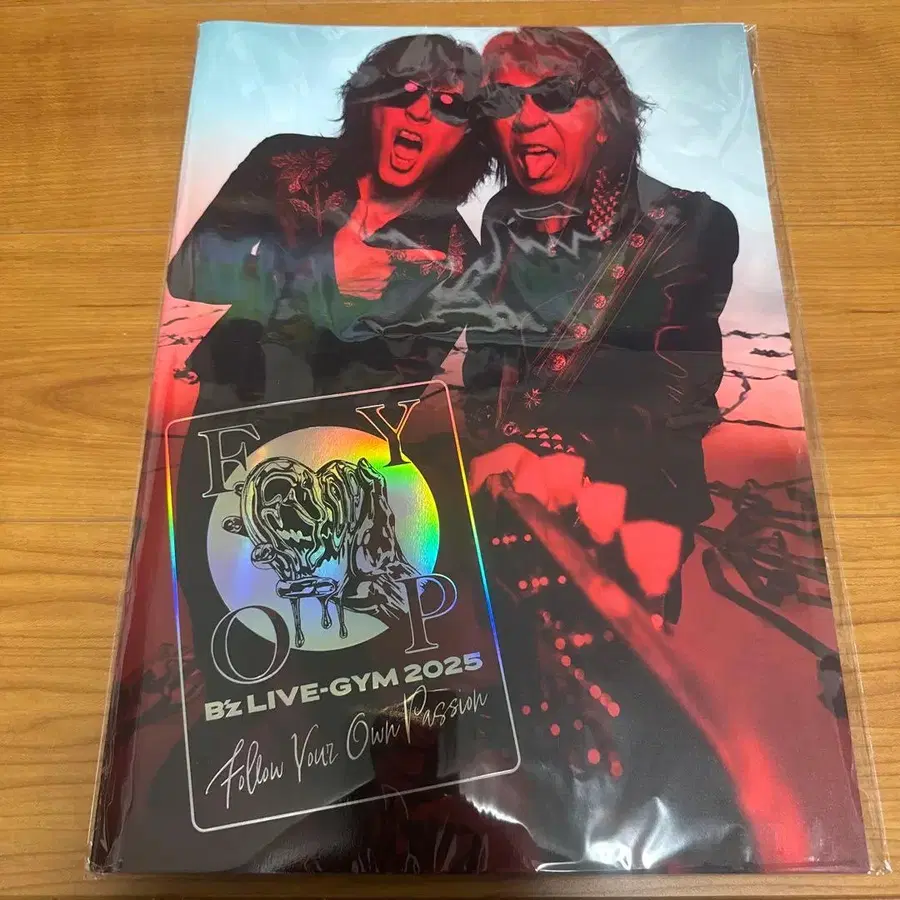 F Y
O P
B'z LIVE-GYM 2025
Follow Your Own Passion